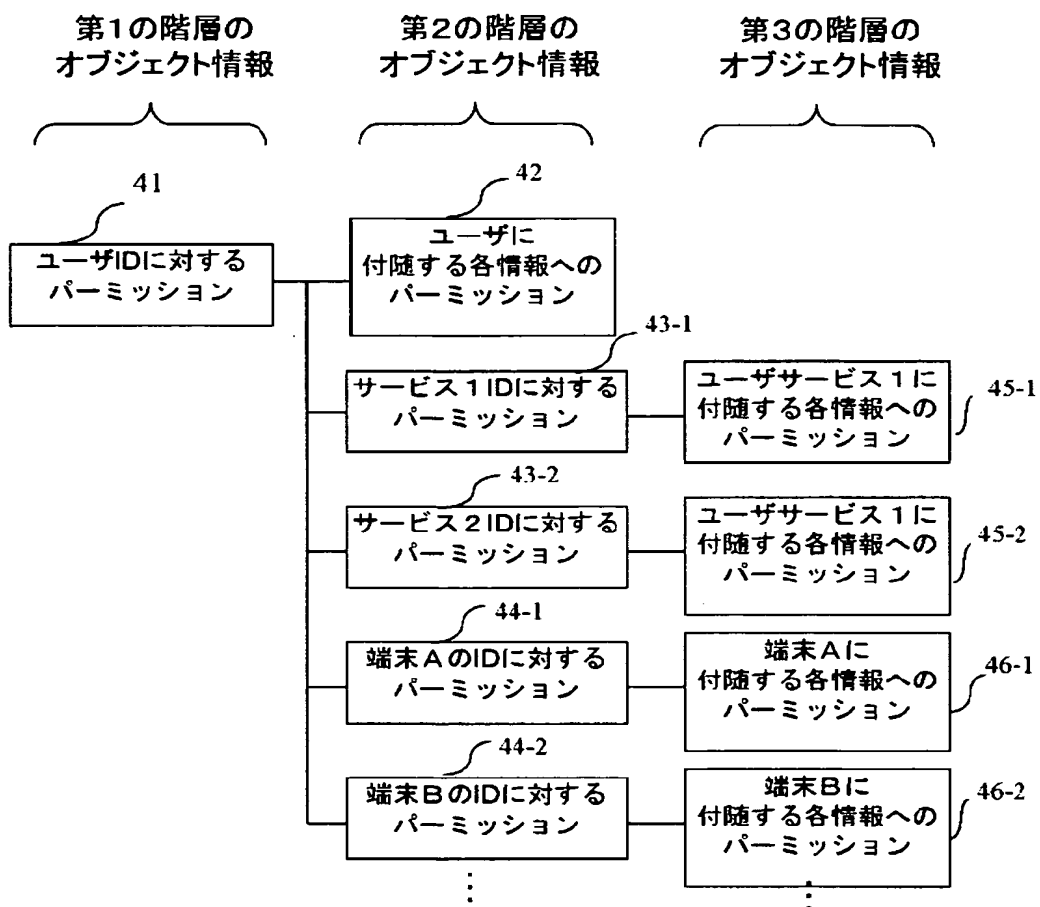 第1の階層の
オブジェクト情報
第2の階層の
オブジェクト情報
第3の階層の
オブジェクト情報
41
ユーザIDに対する
パーミッション
42
ユーザに
付随する各情報への
パーミッション
43-1
サービス1IDに対する
パーミッション
ユーザサービス1に
付随する各情報への
パーミッション
45-1
43-2
サービス2IDに対する
パーミッション
ユーザサービス1に
付随する各情報への
パーミッション
45-2
44-1
端末AのIDに対する
パーミッション
端末Aに
付随する各情報への
パーミッション
46-1
44-2
端末BのIDに対する
パーミッション
端末Bに
付随する各情報への
パーミッション
46-2